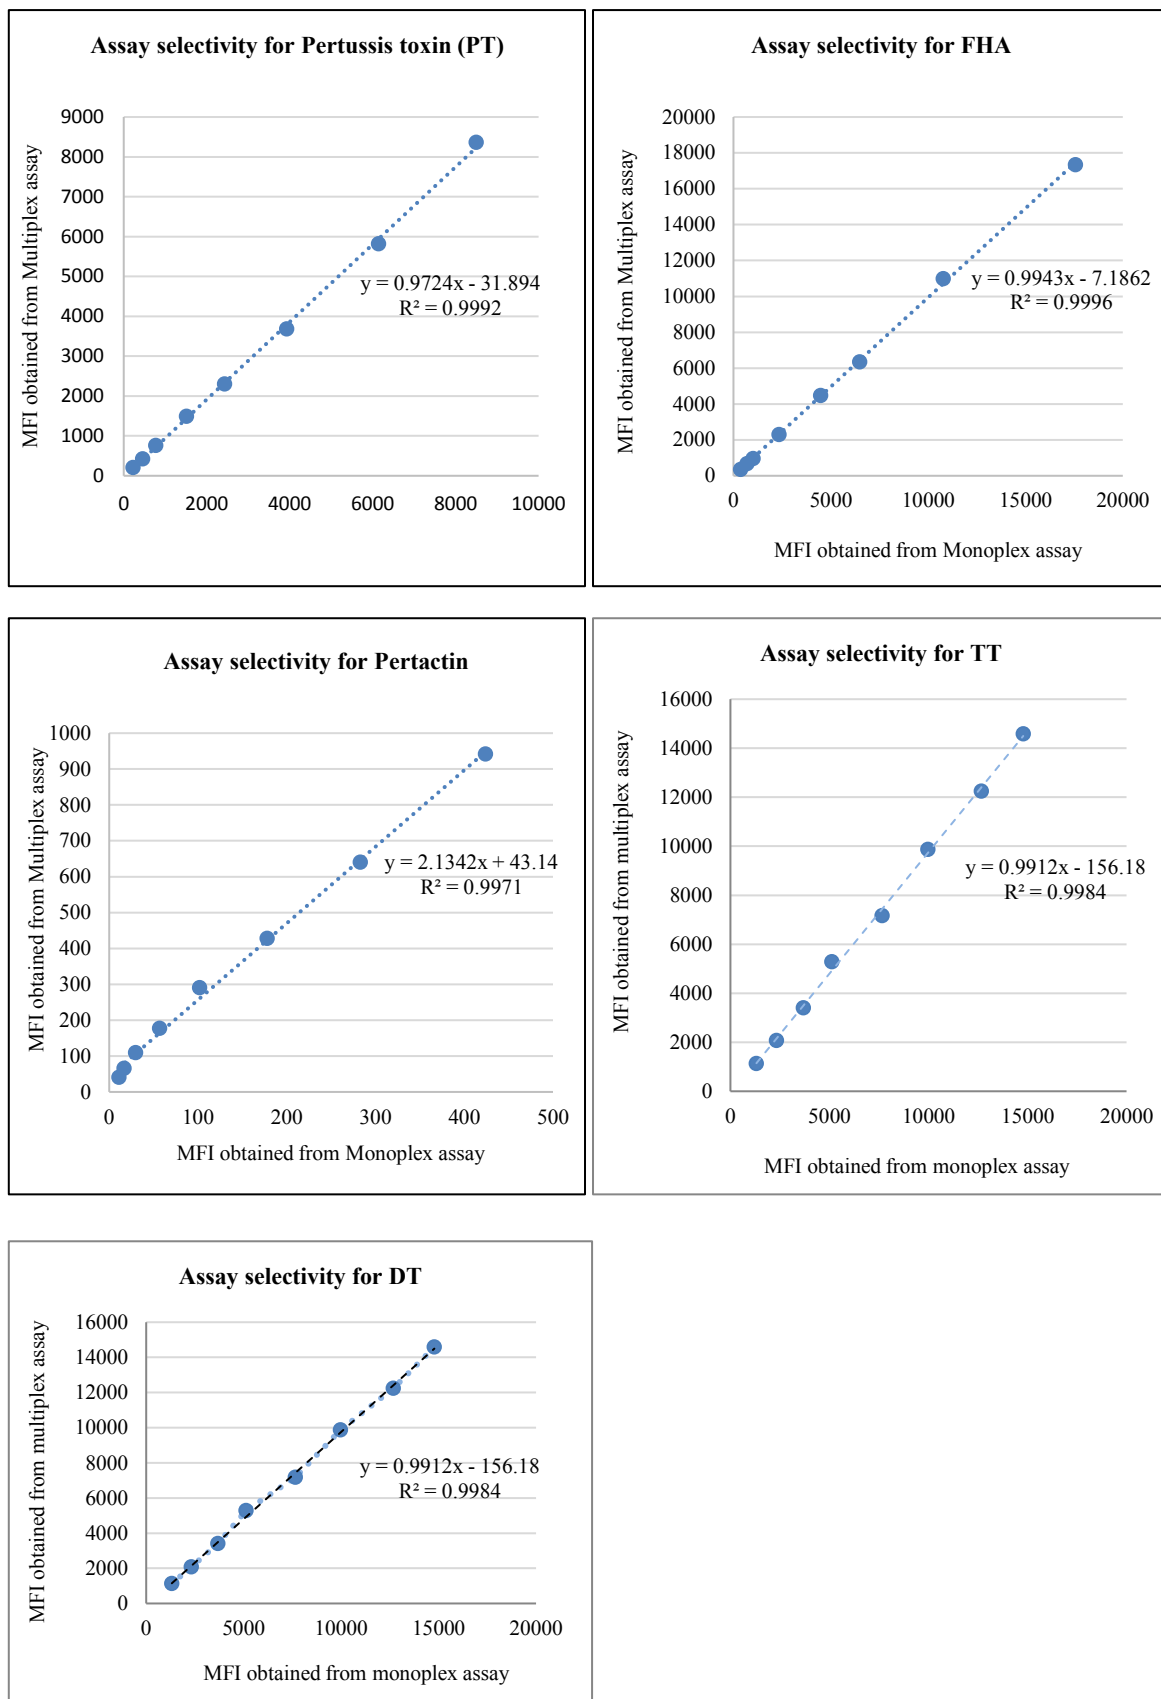 Assay selectivity for Pertussis toxin (PT)
MFI obtained from Multiplex assay
9000
8000
7000
6000
5000
4000
3000
2000
1000
0
y = 0.9724x - 31.894
R² = 0.9992
0 2000 4000 6000 8000 10000
Assay selectivity for FHA
MFI obtained from Multiplex assay
20000
18000
16000
14000
12000
10000
8000
6000
4000
2000
0
y = 0.9943x - 7.1862
R² = 0.9996
0 5000 10000 15000 20000
MFI obtained from Monoplex assay
Assay selectivity for Pertactin
MFI obtained from Multiplex assay
1000
900
800
700
600
500
400
300
200
100
0
y = 2.1342x + 43.14
R² = 0.9971
0 100 200 300 400 500
MFI obtained from Monoplex assay
Assay selectivity for TT
MFI obtained from multiplex assay
16000
14000
12000
10000
8000
6000
4000
2000
0
y = 0.9912x - 156.18
R² = 0.9984
0 5000 10000 15000 20000
MFI obtained from monoplex assay
Assay selectivity for DT
MFI obtained from multiplex assay
16000
14000
12000
10000
8000
6000
4000
2000
0
y = 0.9912x - 156.18
R² = 0.9984
0 5000 10000 15000 20000
MFI obtained from monoplex assay